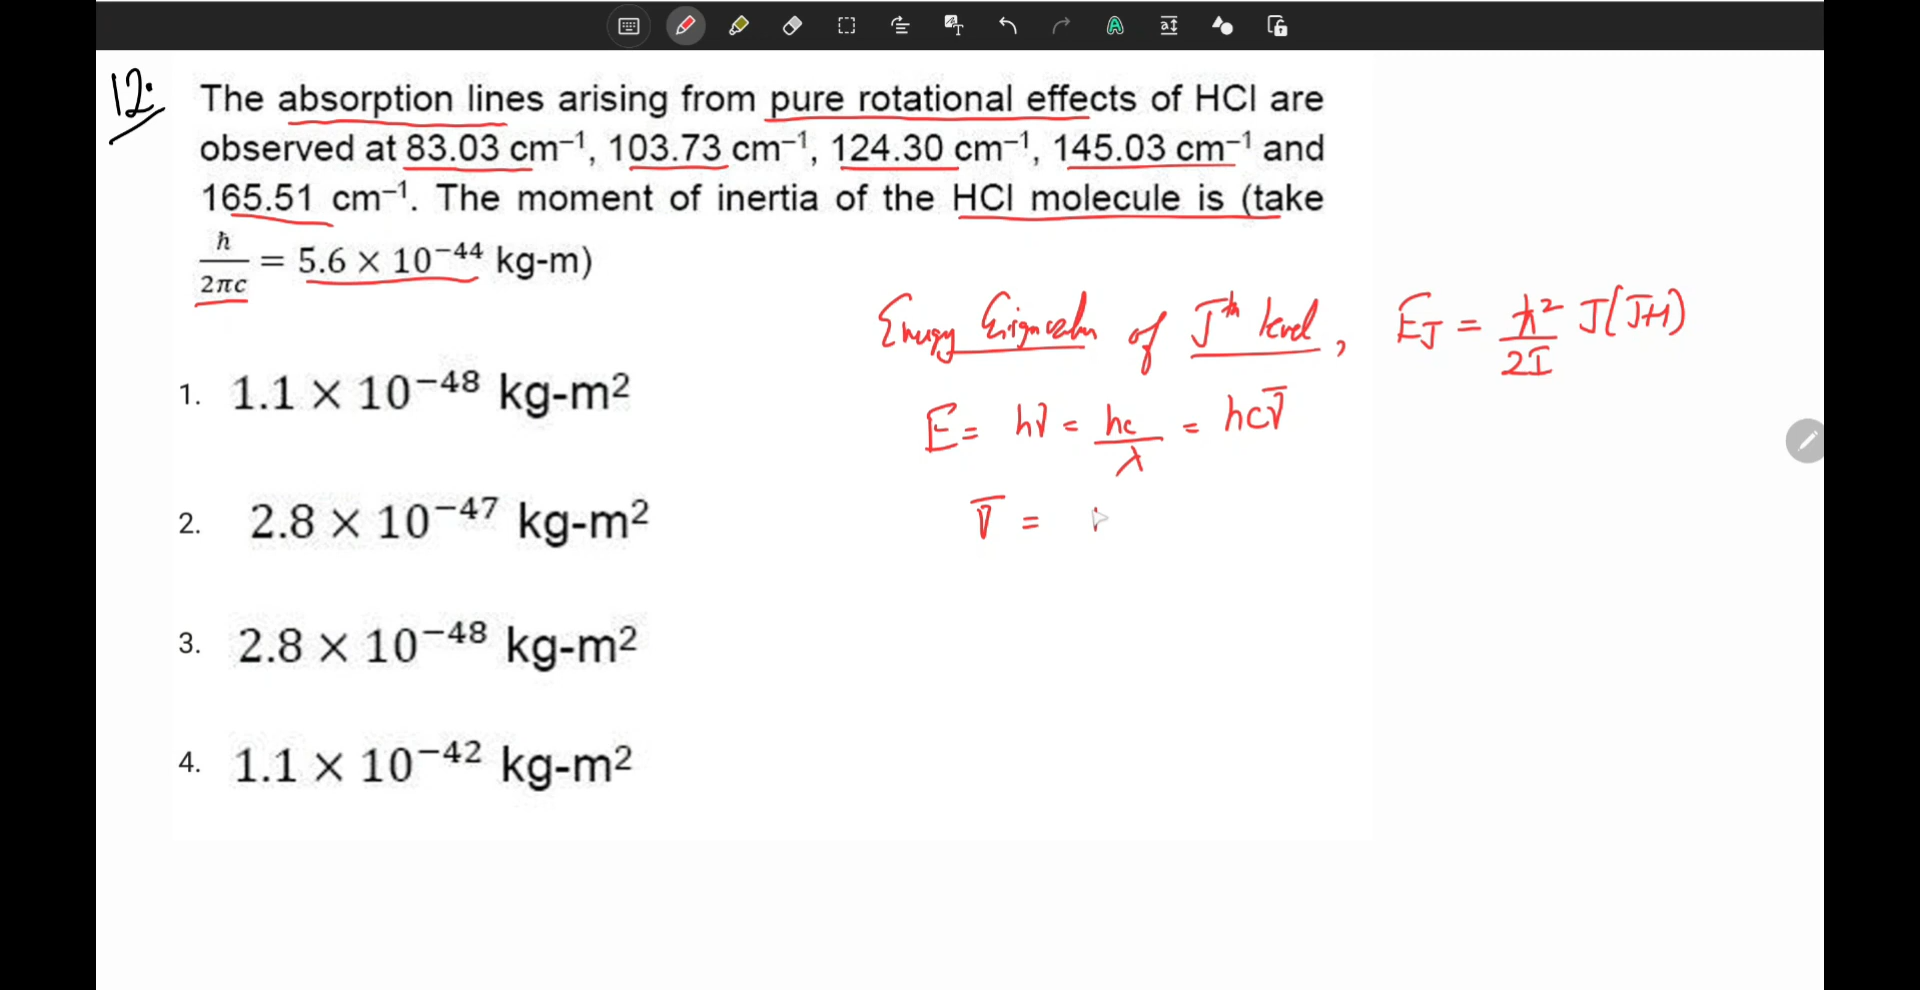 12.
The absorption lines arising from pure rotational effects of HCl are
observed at 83.03 cm⁻¹, 103.73 cm⁻¹, 124.30 cm⁻¹, 145.03 cm⁻¹ and
165.51 cm⁻¹. The moment of inertia of the HCl molecule is (take
ℏ/2πc = 5.6 × 10⁻⁴⁴ kg-m)
Energy Eigenvalue of Jᵗʰ level, E_J = ℏ²/2I J(J+1)
1. 1.1 × 10⁻⁴⁸ kg-m²
E = hν = hc/λ = hcν̄
2. 2.8 × 10⁻⁴⁷ kg-m²
ν̄ =
3. 2.8 × 10⁻⁴⁸ kg-m²
4. 1.1 × 10⁻⁴² kg-m²